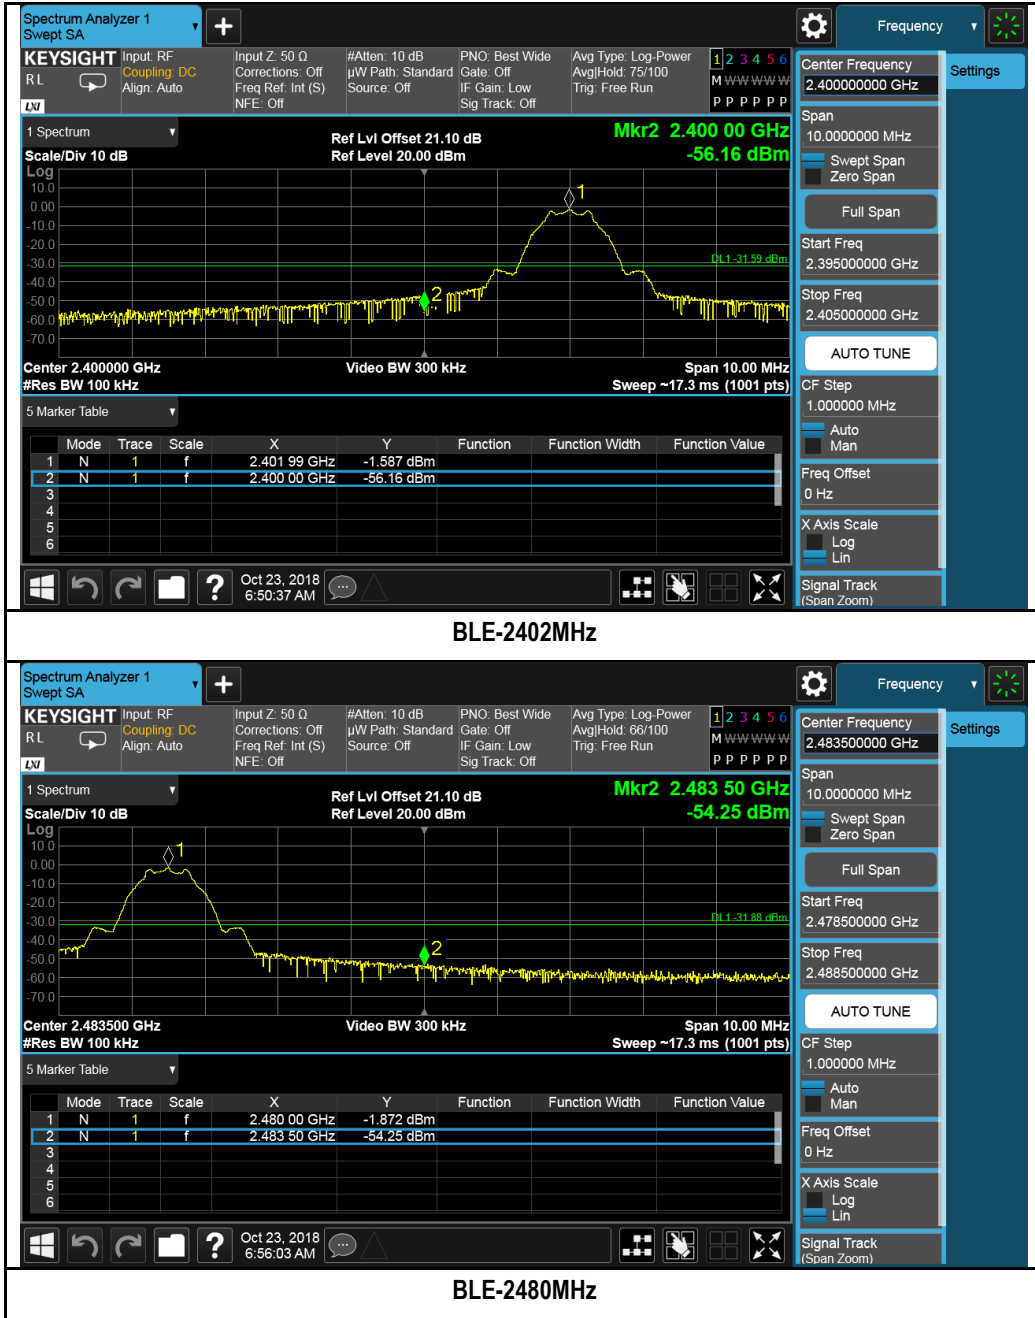 Spectrum Analyzer 1
Swept SA
Frequency
KEYSIGHT
RL
LXI
Input: RF
Coupling: DC
Align: Auto
Input Z: 50 Ω
Corrections: Off
Freq Ref: Int (S)
NFE: Off
#Atten: 10 dB
µW Path: Standard
Source: Off
PNO: Best Wide
Gate: Off
IF Gain: Low
Sig Track: Off
Avg Type: Log-Power
Avg|Hold: 75/100
Trig: Free Run
1 2 3 4 5 6
M W W W W W
P P P P P P
1 Spectrum
Scale/Div 10 dB
Ref Lvl Offset 21.10 dB
Ref Level 20.00 dBm
Mkr2 2.400 00 GHz
-56.16 dBm
Log
10.0
0.00
-10.0
-20.0
-30.0
-40.0
-50.0
-60.0
-70.0
1
2
DL1 -31.59 dBm
Center 2.400000 GHz
#Res BW 100 kHz
Video BW 300 kHz
Span 10.00 MHz
Sweep ~17.3 ms (1001 pts)
5 Marker Table
Mode Trace Scale X Y Function Function Width Function Value
1 N 1 f 2.401 99 GHz -1.587 dBm
2 N 1 f 2.400 00 GHz -56.16 dBm
3
4
5
6
Oct 23, 2018
6:50:37 AM
Center Frequency
2.400000000 GHz
Settings
Span
10.0000000 MHz
Swept Span
Zero Span
Full Span
Start Freq
2.395000000 GHz
Stop Freq
2.405000000 GHz
AUTO TUNE
CF Step
1.000000 MHz
Auto
Man
Freq Offset
0 Hz
X Axis Scale
Log
Lin
Signal Track
(Span Zoom)
BLE-2402MHz
Spectrum Analyzer 1
Swept SA
Frequency
KEYSIGHT
RL
LXI
Input: RF
Coupling: DC
Align: Auto
Input Z: 50 Ω
Corrections: Off
Freq Ref: Int (S)
NFE: Off
#Atten: 10 dB
µW Path: Standard
Source: Off
PNO: Best Wide
Gate: Off
IF Gain: Low
Sig Track: Off
Avg Type: Log-Power
Avg|Hold: 66/100
Trig: Free Run
1 2 3 4 5 6
M W W W W W
P P P P P P
1 Spectrum
Scale/Div 10 dB
Ref Lvl Offset 21.10 dB
Ref Level 20.00 dBm
Mkr2 2.483 50 GHz
-54.25 dBm
Log
10.0
0.00
-10.0
-20.0
-30.0
-40.0
-50.0
-60.0
-70.0
1
2
DL1 -31.88 dBm
Center 2.483500 GHz
#Res BW 100 kHz
Video BW 300 kHz
Span 10.00 MHz
Sweep ~17.3 ms (1001 pts)
5 Marker Table
Mode Trace Scale X Y Function Function Width Function Value
1 N 1 f 2.480 00 GHz -1.872 dBm
2 N 1 f 2.483 50 GHz -54.25 dBm
3
4
5
6
Oct 23, 2018
6:56:03 AM
Center Frequency
2.483500000 GHz
Settings
Span
10.0000000 MHz
Swept Span
Zero Span
Full Span
Start Freq
2.478500000 GHz
Stop Freq
2.488500000 GHz
AUTO TUNE
CF Step
1.000000 MHz
Auto
Man
Freq Offset
0 Hz
X Axis Scale
Log
Lin
Signal Track
(Span Zoom)
BLE-2480MHz